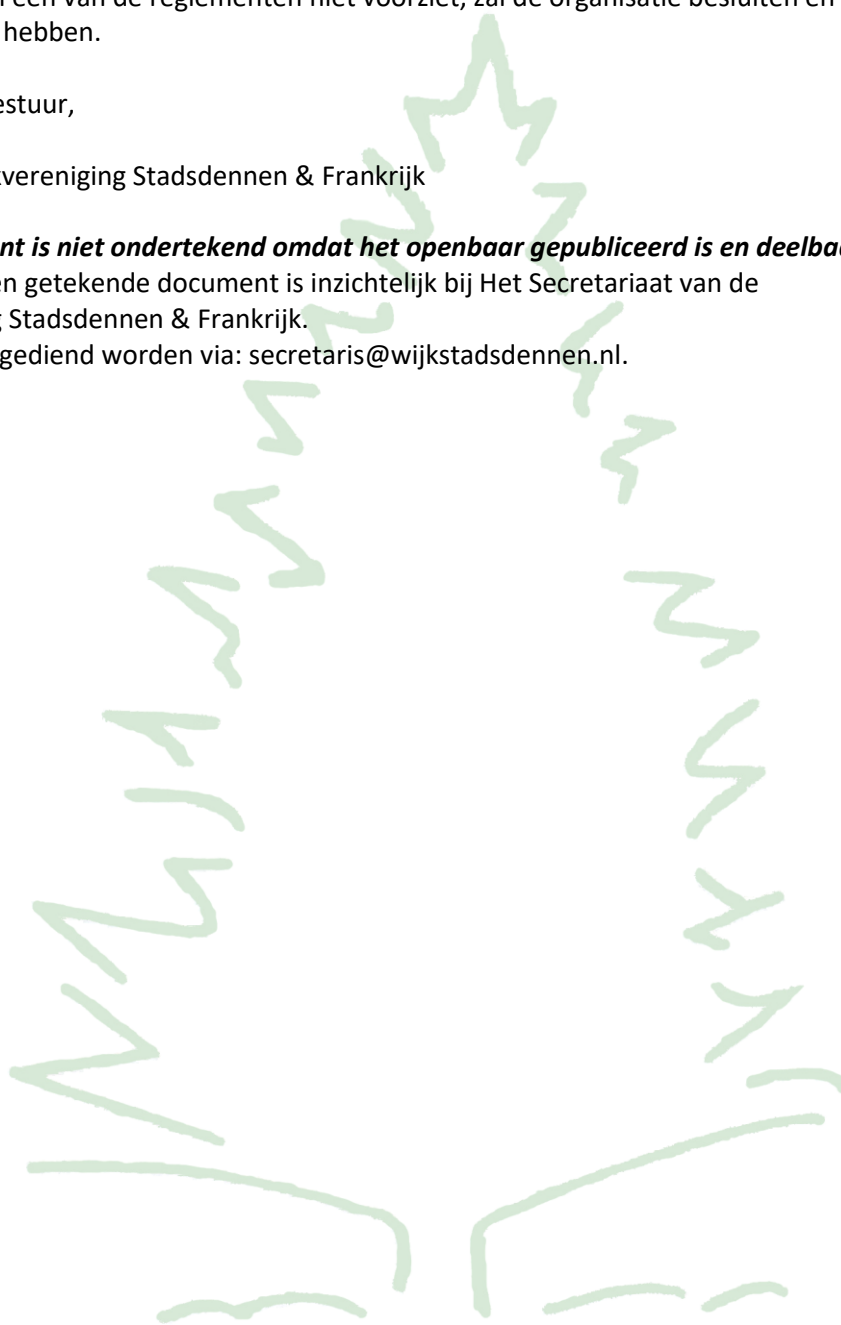 een van de reglementen niet voorziet, zal de organisatie besluiten en
hebben.
estuur,
vereniging Stadsdennen & Frankrijk
nt is niet ondertekend omdat het openbaar gepubliceerd is en deelbaa
en getekende document is inzichtelijk bij Het Secretariaat van de
g Stadsdennen & Frankrijk.
gediend worden via: secretaris@wijkstadsdennen.nl.